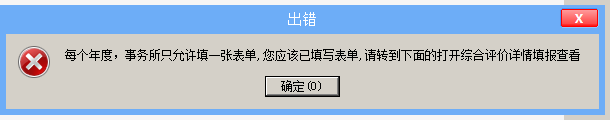 出错
X
每个年度，事务所只允许填一张表单,您应该已填写表单,请转到下面的打开综合评价详情填报查看
确定(O)